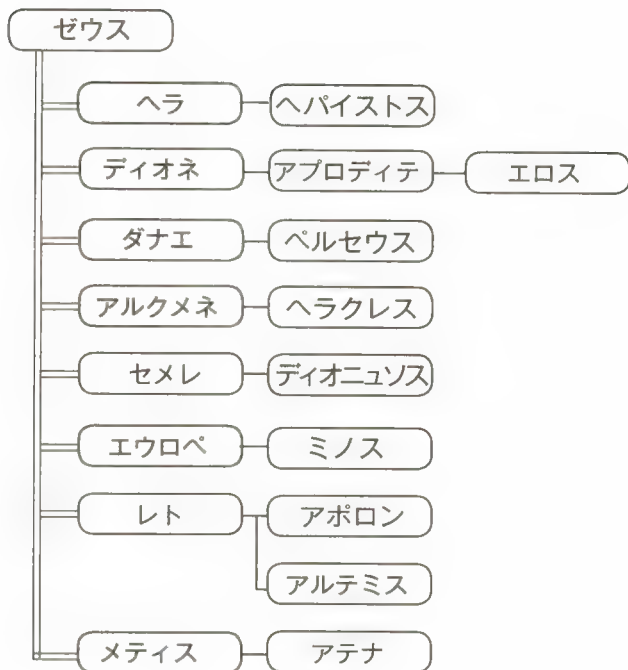 ゼウス
ヘラ ヘパイストス
ディオネ アプロディテ エロス
ダナエ ペルセウス
アルクメネ ヘラクレス
セメレ ディオニュソス
エウロペ ミノス
レト アポロン
アルテミス
メティス アテナ